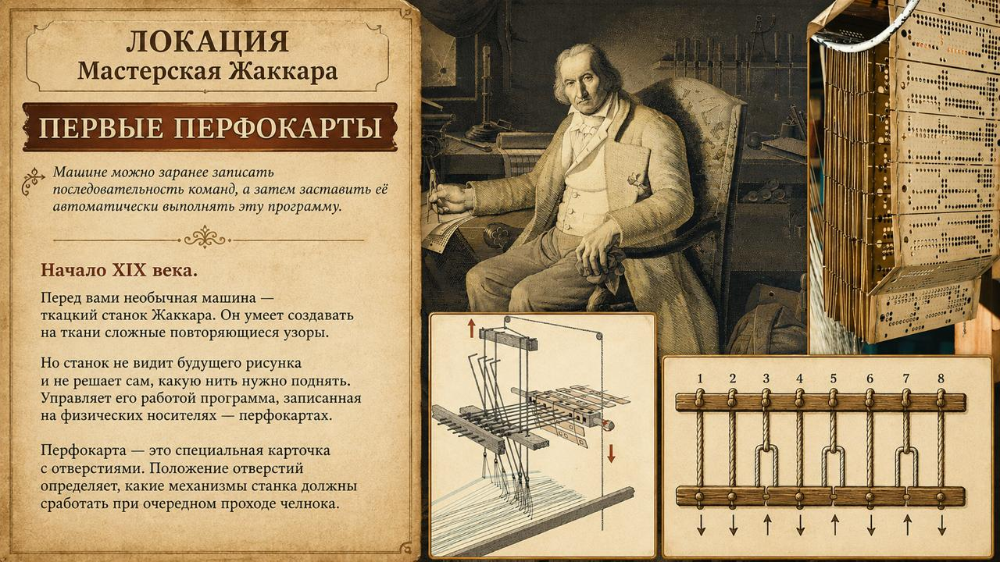 ЛОКАЦИЯ
Мастерская Жаккара
ПЕРВЫЕ ПЕРФОКАРТЫ
Машине можно заранее записать
последовательность команд, а затем заставить её
автоматически выполнять эту программу.
Начало XIX века.
Перед вами необычная машина —
ткацкий станок Жаккара. Он умеет создавать
на ткани сложные повторяющиеся узоры.
Но станок не видит будущего рисунка
и не решает сам, какую нить нужно поднять.
Управляет его работой программа, записанная
на физических носителях — перфокартах.
Перфокарта — это специальная карточка
с отверстиями. Положение отверстий
определяет, какие механизмы станка должны
сработать при очередном проходе челнока.
1 2 3 4 5 6 7 8